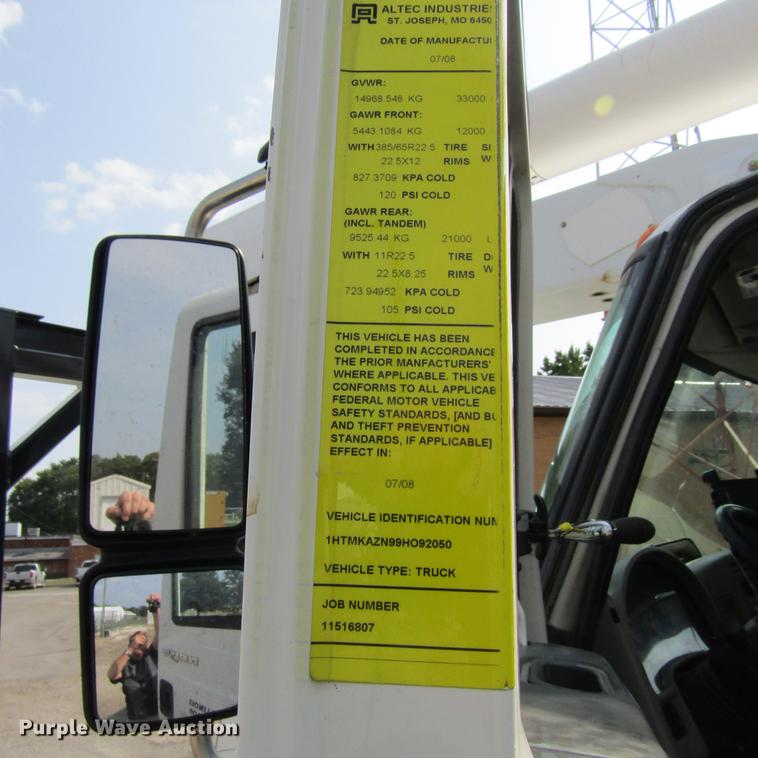 ALTEC INDUSTRIES
ST. JOSEPH, MO 6450
DATE OF MANUFACTU
07/08
GVWR:
14968.548 KG 33000
GAWR FRONT:
5443.1084 KG 12000
WITH 385/65R22.5 TIRE SI
22.5X12 RIMS W
827.3709 KPA COLD
120 PSI COLD
GAWR REAR:
(INCL. TANDEM)
9525.44 KG 21000 L
WITH 11R22.5 TIRE D
22.5X8.25 RIMS W
723.94952 KPA COLD
105 PSI COLD
THIS VEHICLE HAS BEEN
COMPLETED IN ACCORDANCE
THE PRIOR MANFACTURERS'
WHERE APPLICABLE. THIS VE
CONFORMS TO ALL APPLICAB
FEDERAL MOTOR VEHICLE
SAFETY STANDARDS, [AND BU
AND THEFT PREVENTION
STANDARDS, IF APPLICABLE]
EFFECT IN:
07/08
VEHICLE IDENTIFICATION NUM
1HTMKAZN99HO92050
VEHICLE TYPE: TRUCK
JOB NUMBER
11516807
Purple Wave Auction